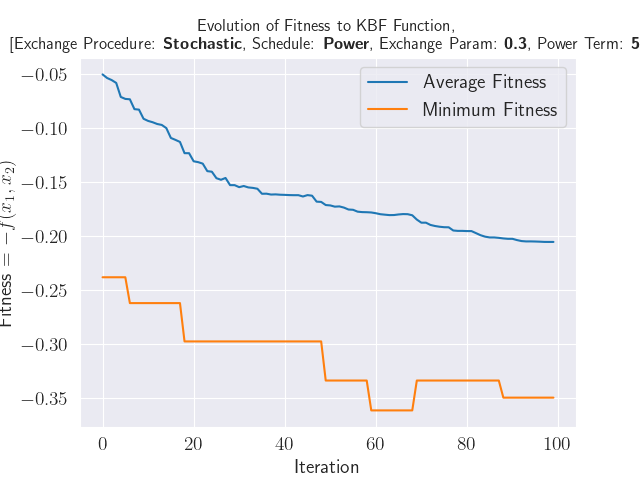 Evolution of Fitness to KBF Function,
[Exchange Procedure: Stochastic, Schedule: Power, Exchange Param: 0.3, Power Term: 5
Average Fitness
Minimum Fitness
−0.05
−0.10
−0.15
−0.20
−0.25
−0.30
−0.35
Fitness = −f(x₁, x₂)
0 20 40 60 80 100
Iteration